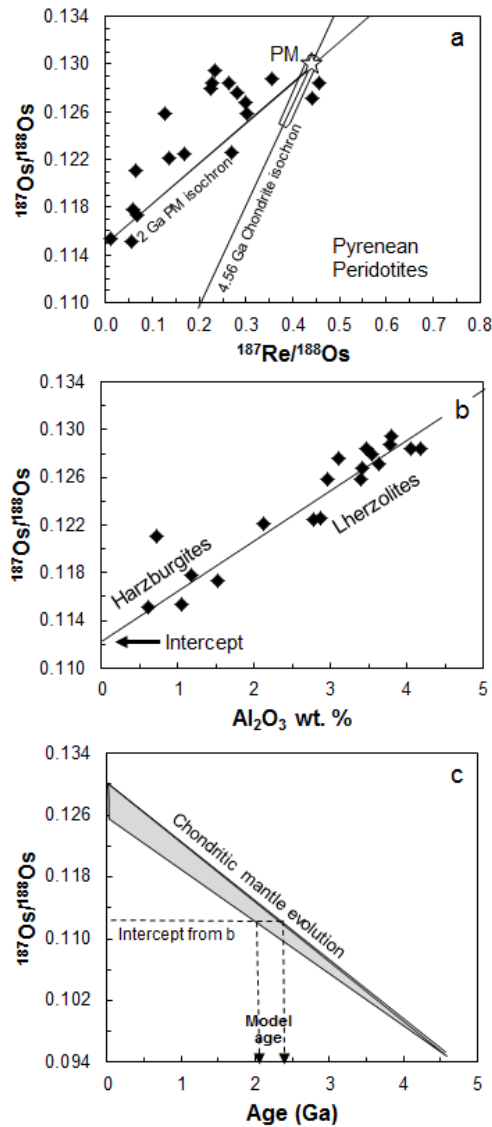 a
PM
0.134
0.130
0.126
0.122
0.118
0.114
0.110
187Os/188Os
2 Ga PM isochron
4.56 Ga Chondrite isochron
Pyrenean
Peridotites
0.0 0.1 0.2 0.3 0.4 0.5 0.6 0.7 0.8
187Re/188Os
b
0.134
0.130
0.126
0.122
0.118
0.114
0.110
187Os/188Os
Harzburgites
Lherzolites
Intercept
0 1 2 3 4 5
Al2O3 wt. %
c
0.134
0.126
0.118
0.110
0.102
0.094
187Os/188Os
Chondritic mantle evolution
Intercept from b
Model
age
0 1 2 3 4 5
Age (Ga)